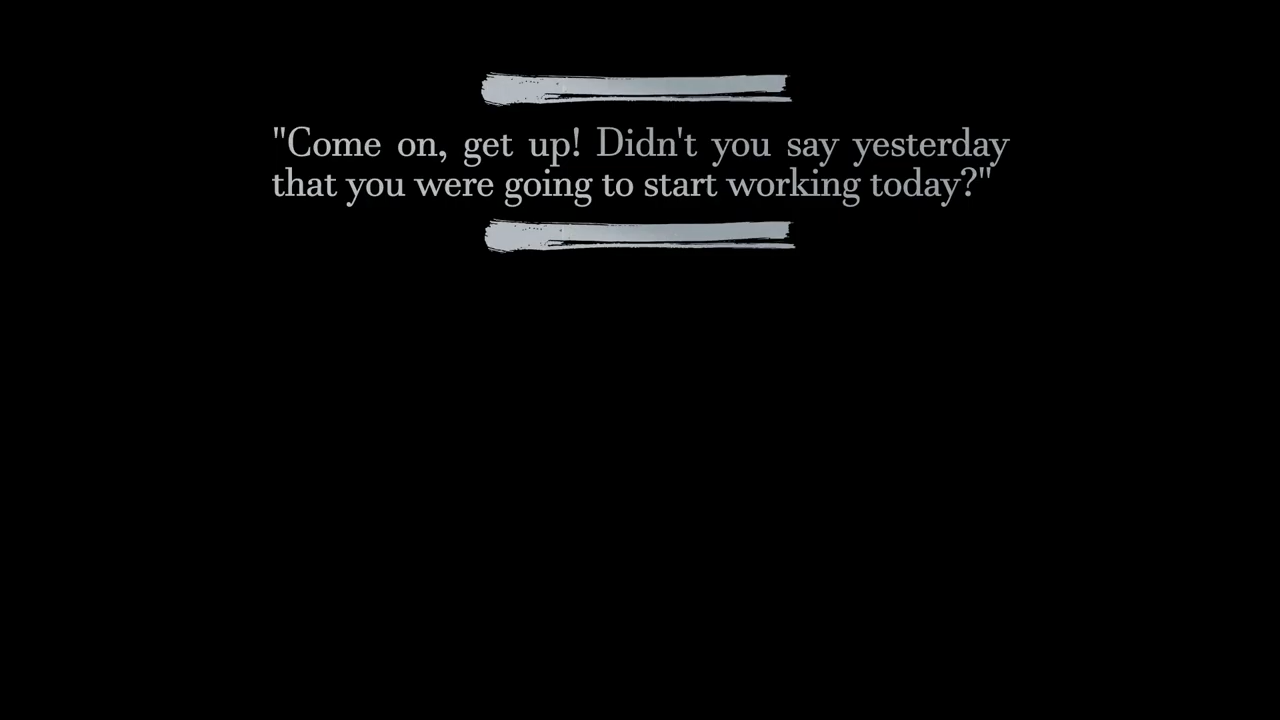 "Come on, get up! Didn't you say yesterday
that you were going to start working today?"